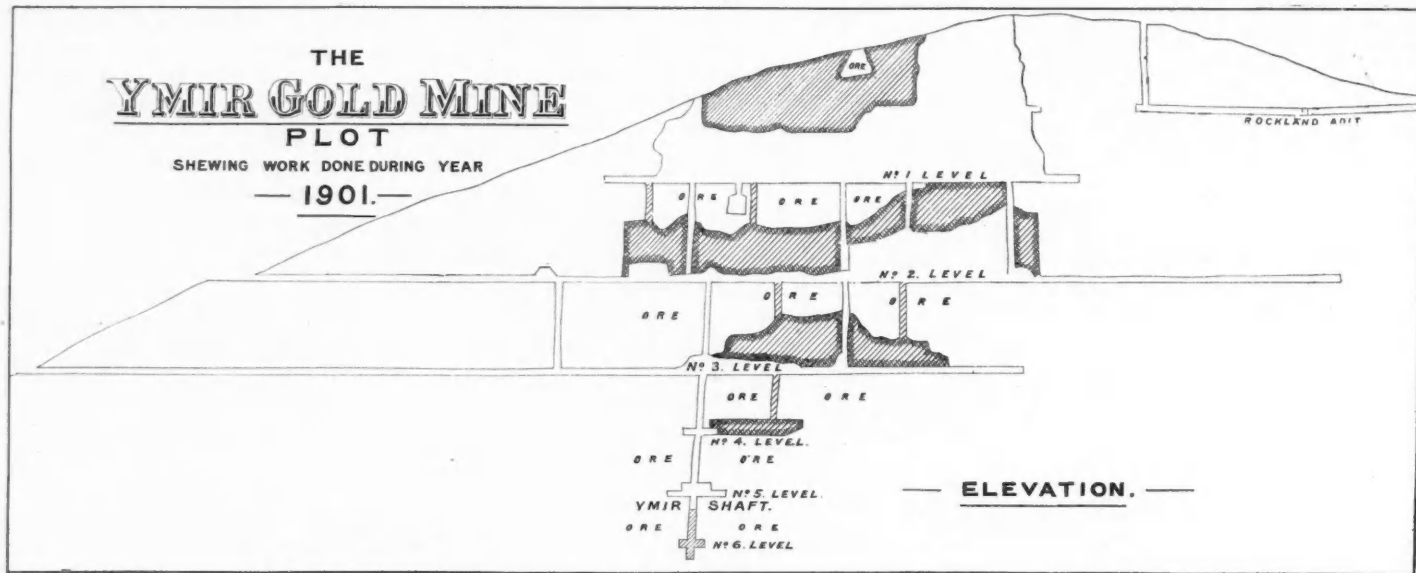 THE
YMIR GOLD MINE
PLOT
SHEWING WORK DONE DURING YEAR
1901.
ORE
ROCKLAND ADIT
No 1 LEVEL
ORE
ORE
ORE
No 2. LEVEL
ORE
ORE
ORE
No 3. LEVEL
ORE
ORE
No 4. LEVEL.
ORE
ORE
No 5. LEVEL.
YMIR SHAFT.
ORE
ORE
No 6. LEVEL
ELEVATION.